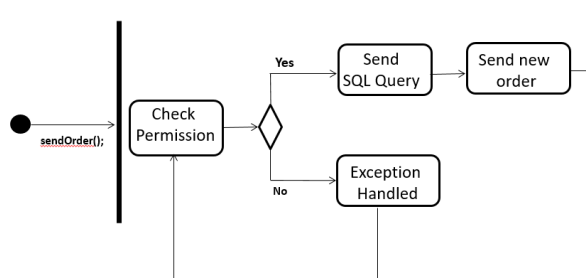 sendOrder();
Check
Permission
Yes
No
Send
SQL Query
Send new
order
Exception
Handled